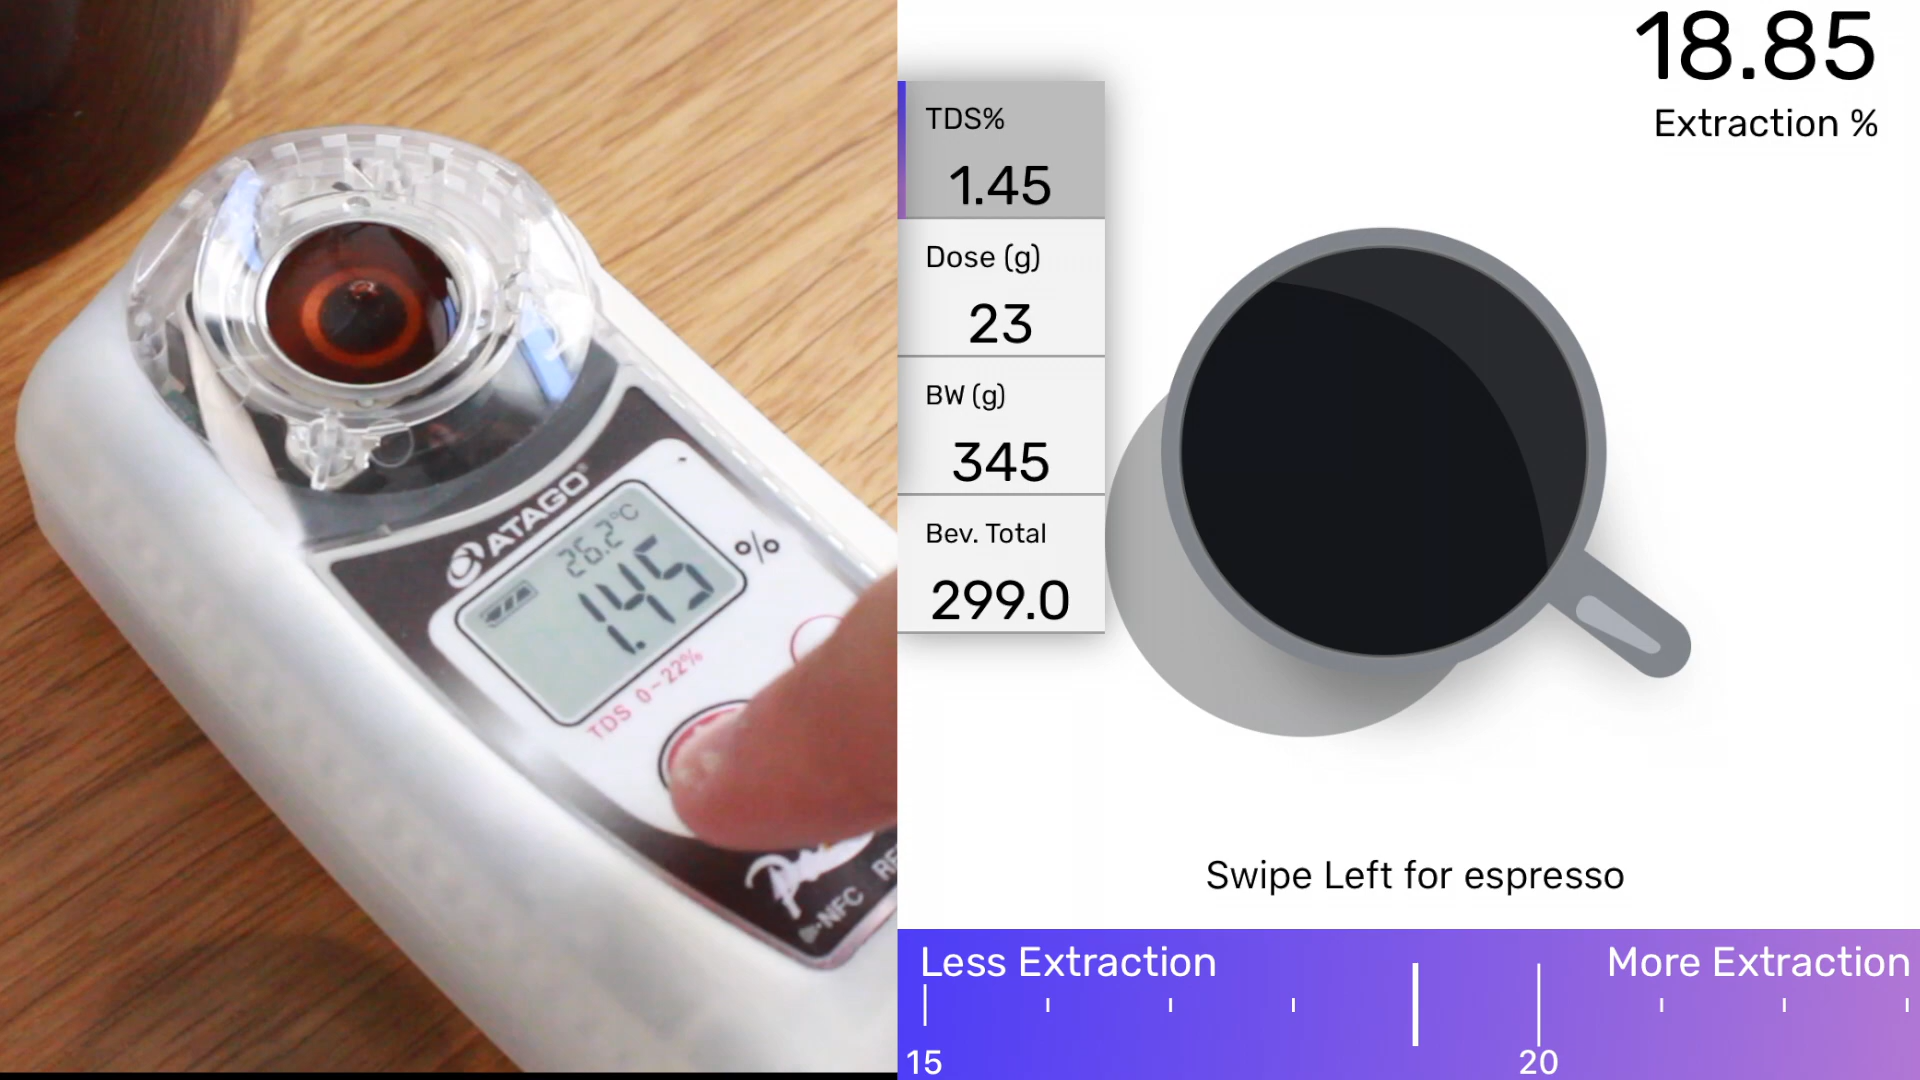 ATAGO®
26.2°C
1.45
%
TDS 0~22%
NFC
18.85
Extraction %
TDS%
1.45
Dose (g)
23
BW (g)
345
Bev. Total
299.0
Swipe Left for espresso
Less Extraction
More Extraction
15
20